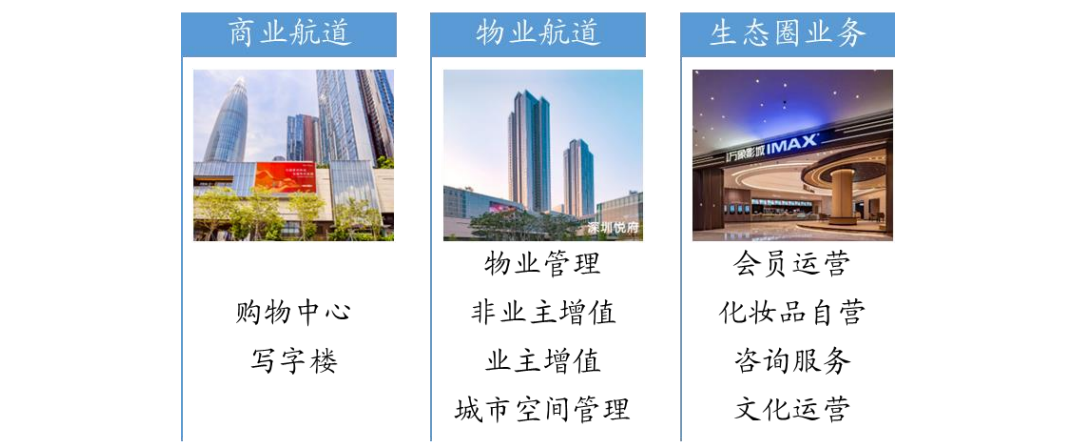 商业航道
购物中心
写字楼
物业航道
深圳悦府
物业管理
非业主增值
业主增值
城市空间管理
生态圈业务
万象影城IMAX
会员运营
化妆品自营
咨询服务
文化运营